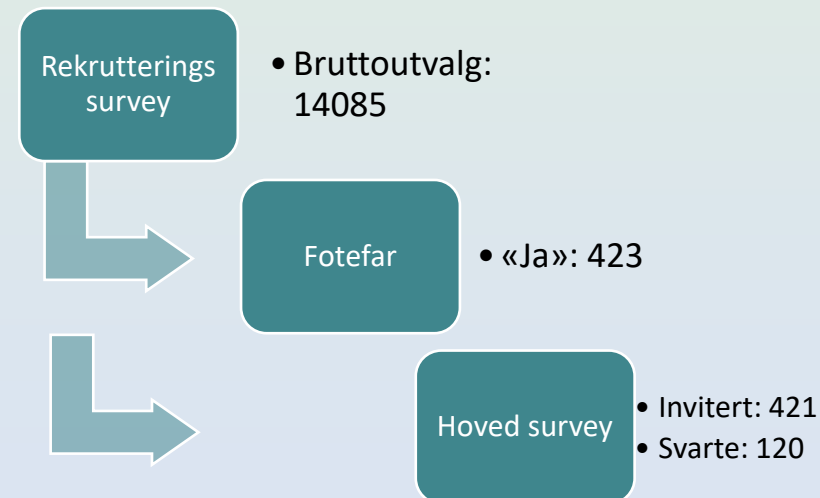 Rekrutterings
survey
• Bruttoutvalg:
14085
Fotefar
• «Ja»: 423
Hoved survey
• Invitert: 421
• Svarte: 120